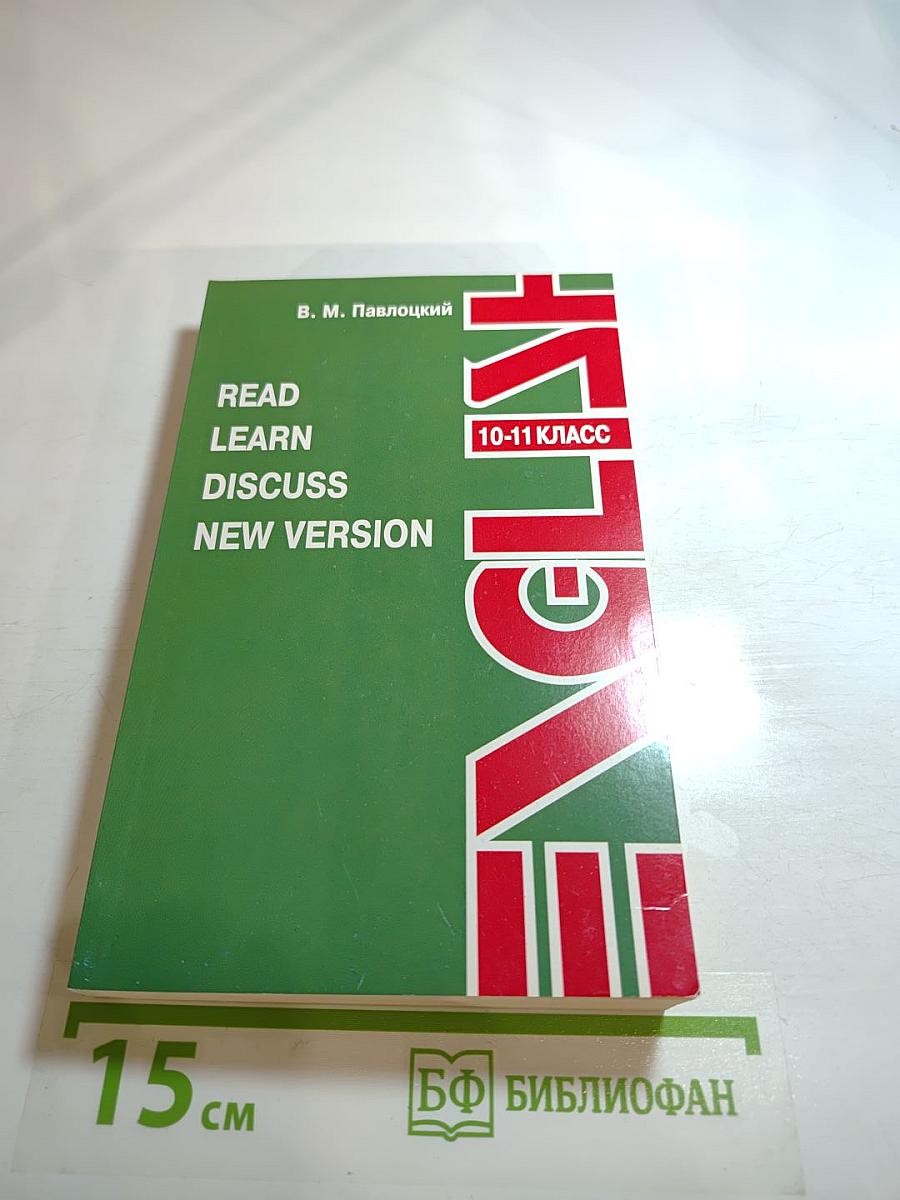 В. М. Павлоцкий
READ
LEARN
DISCUSS
NEW VERSION
ENGLISH
10-11 КЛАСС
15 см
БФ БИБЛИОФАН